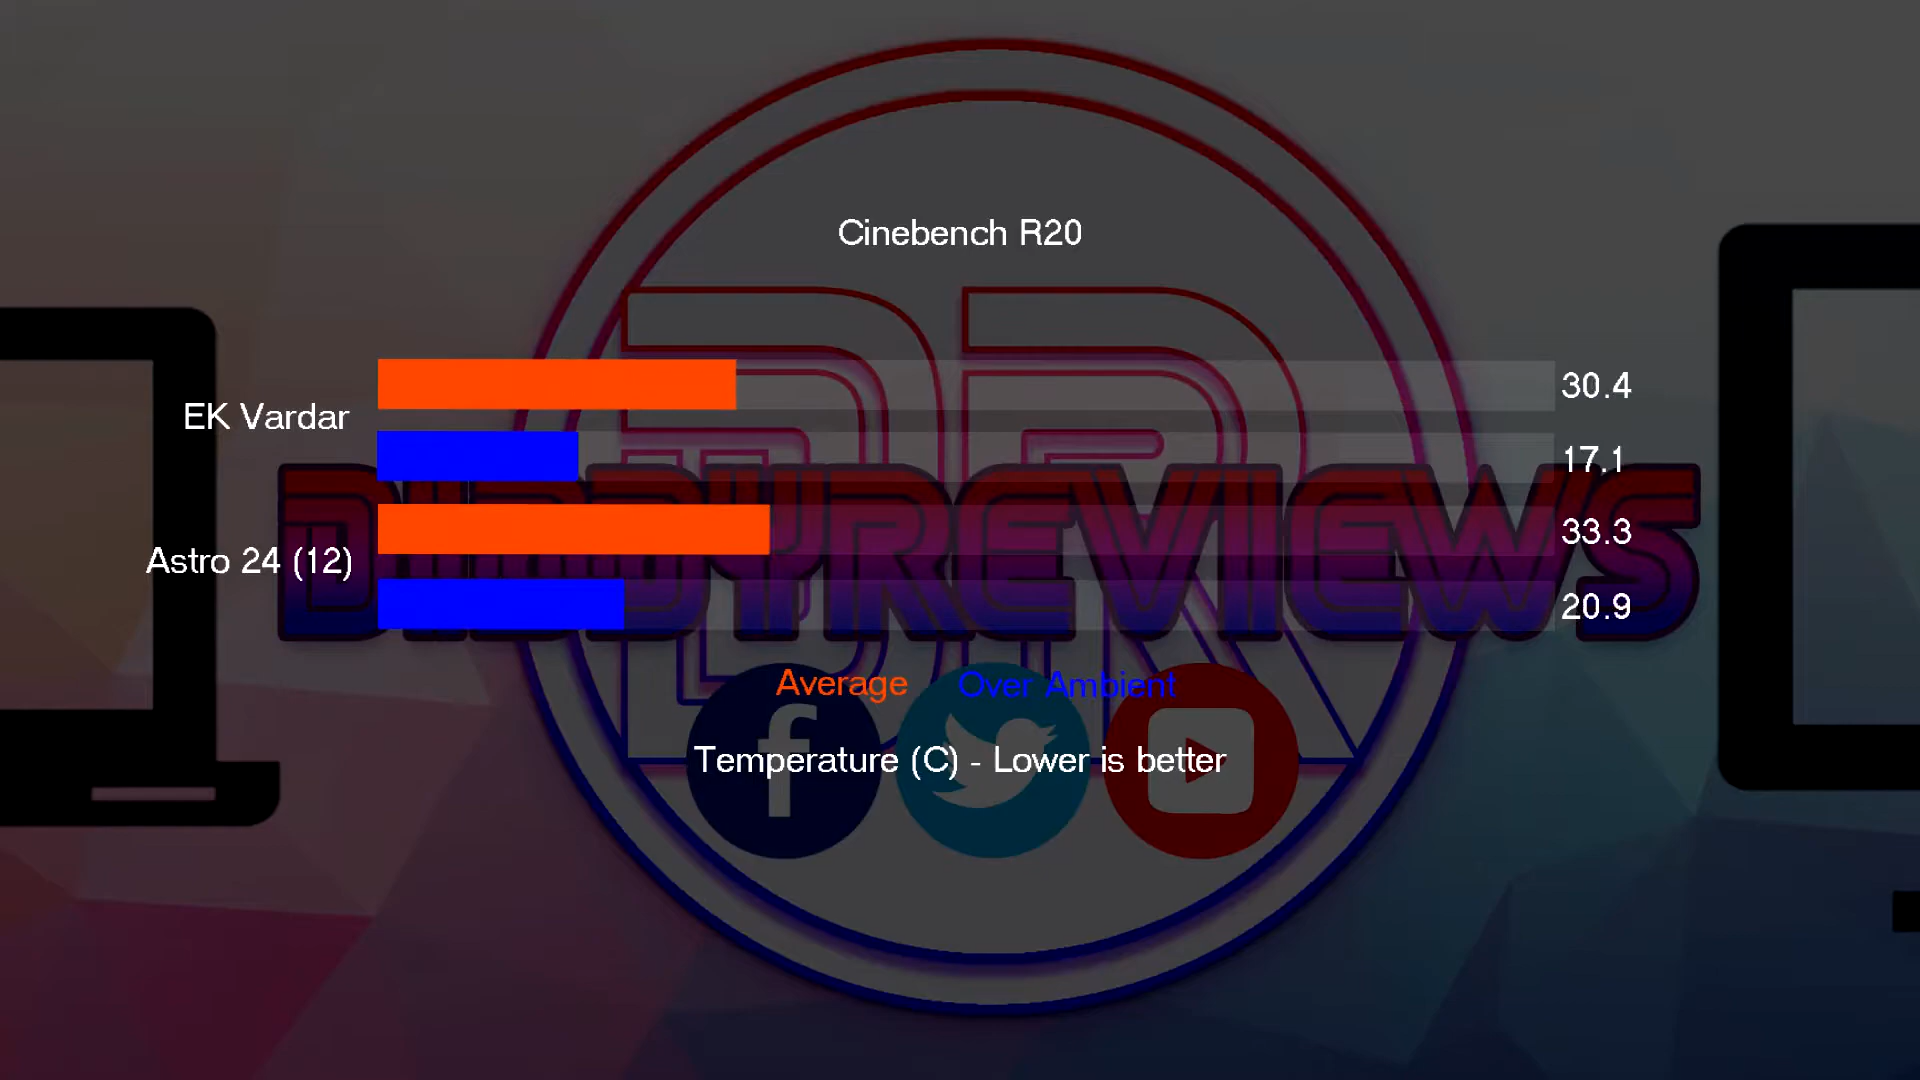 Cinebench R20
30.4
EK Vardar
17.1
33.3
Astro 24 (12)
20.9
Average Over Ambient
Temperature (C) - Lower is better